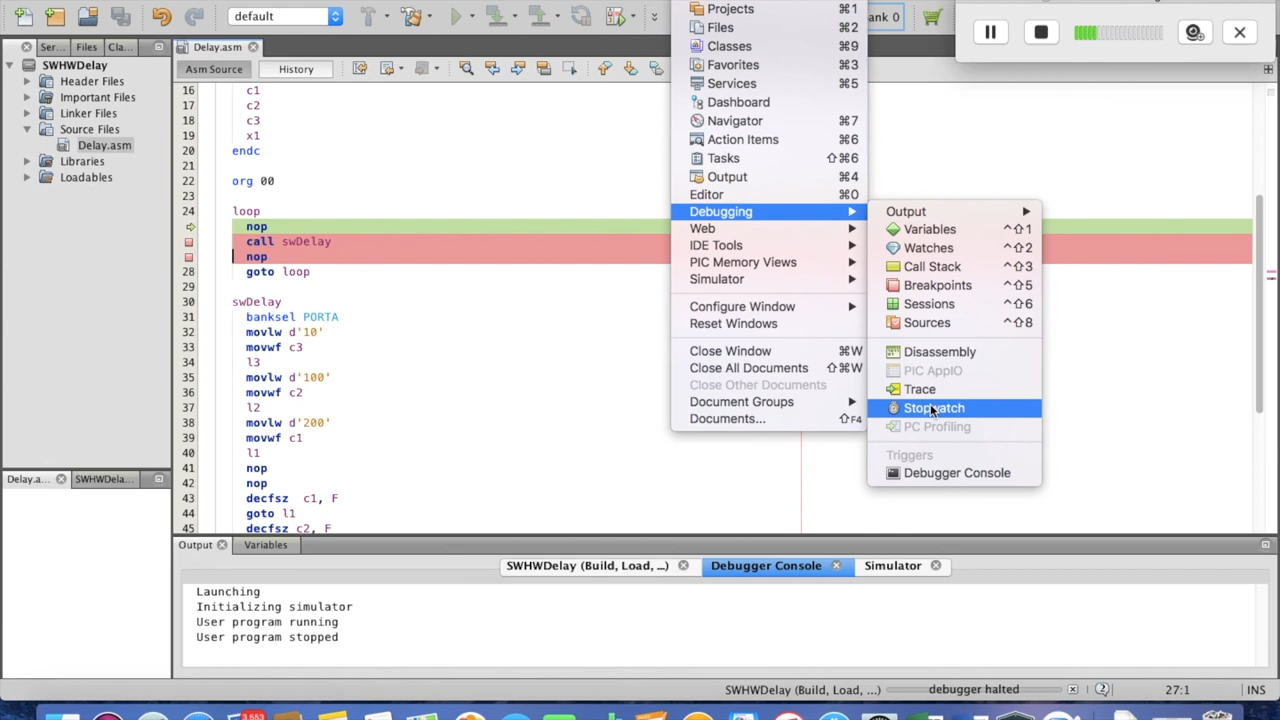 Projects ⌘1
default
ank 0
Files ⌘2
Ser... Files Cla...
Delay.asm
Classes ⌘9
SWHWDelay
Asm Source History
Favorites ⌘3
Header Files
Services ⌘5
Important Files
Dashboard
Linker Files
Navigator ⌘7
Source Files
Action Items ⌘6
Delay.asm
Tasks ⇧⌘6
Libraries
Output ⌘4
Loadables
Editor ⌘0
Debugging
Web
IDE Tools
PIC Memory Views
Simulator
Configure Window
Reset Windows
Close Window ⌘W
Close All Documents ⇧⌘W
Close Other Documents
Document Groups
Documents... ⇧F4
Output
Variables ^⇧1
Watches ^⇧2
Call Stack ^⇧3
Breakpoints ^⇧5
Sessions ^⇧6
Sources ^⇧8
Disassembly
PIC AppIO
Trace
Stopwatch
PC Profiling
Triggers
Debugger Console
16 c1
17 c2
18 c3
19 x1
20 endc
21
22 org 00
23
24 loop
nop
call swDelay
nop
28 goto loop
29
30 swDelay
31 banksel PORTA
32 movlw d'10'
33 movwf c3
34 l3
35 movlw d'100'
36 movwf c2
37 l2
38 movlw d'200'
39 movwf c1
40 l1
41 nop
42 nop
43 decfsz c1, F
44 goto l1
45 decfsz c2, F
Delay.a... SWHWDela...
Output Variables
SWHWDelay (Build, Load, ...) Debugger Console Simulator
Launching
Initializing simulator
User program running
User program stopped
SWHWDelay (Build, Load, ...) debugger halted 27:1 INS
3,553